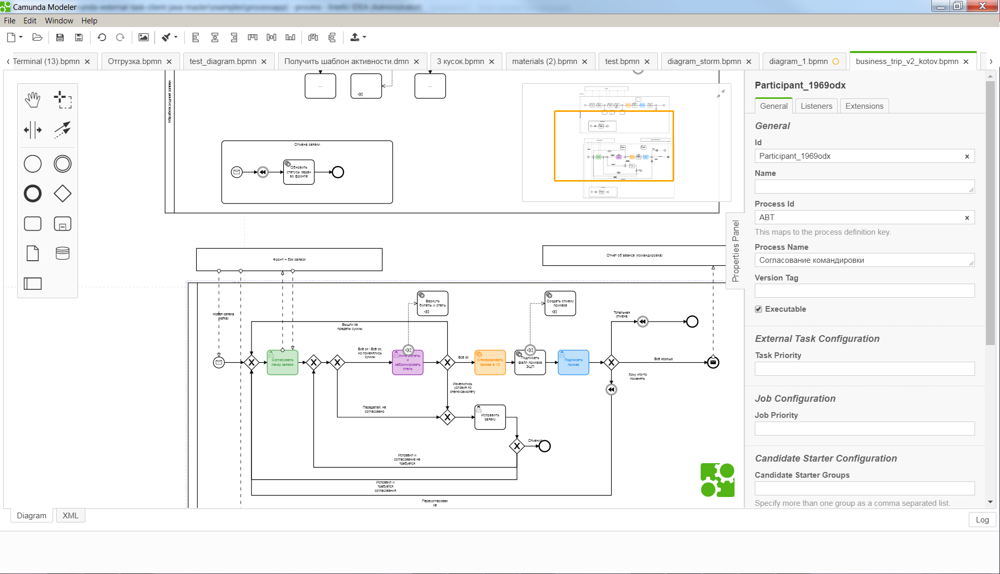 Camunda Modeler
File Edit Window Help
Terminal (13).bpmn
Отгрузка.bpmn
test_diagram.bpmn
Получить шаблон активности.dmn
3 кусок.bpmn
materials (2).bpmn
test.bpmn
diagram_storm.bpmn
diagram_1.bpmn
business_trip_v2_kotov.bpmn
Обработка одной заявки
....
....
Отмена заявки
Обновить
статусы задач
во фронте
Фронт + бэк заявок
Отчет об авансе (командировка)
Вернуть
билеты и отель
Создать отмену
приказа
Новая заявка
(kafka)
Вышли за
пределы суммы
Тотальная
отмена
Всё ок \ Всё ок,
но поменялись
суммы
Согласовать
пачку заявок
билеты
и
забронировать
отель
Всё ок
Сгенерировать
приказ в 1С
Подписать
файл приказа
ЭЦП
Подписать
приказ
Всё хорошо
Хочу что-то
поменять
Изменились
условия по
отелю\самолёту
Переделай, не
согласовано
Исправить
заявку
Отмена
Исправил и
согласование не
требуется
Исправил и
требуется
согласования
Пересогласован
ие
Properties Panel
Participant_1969odx
General Listeners Extensions
General
Id
Participant_1969odx
Name
Process Id
ABT
This maps to the process definition key.
Process Name
Согласование командировки
Version Tag
Executable
External Task Configuration
Task Priority
Job Configuration
Job Priority
Candidate Starter Configuration
Candidate Starter Groups
Specify more than one group as a comma separated list.
Diagram XML
Log